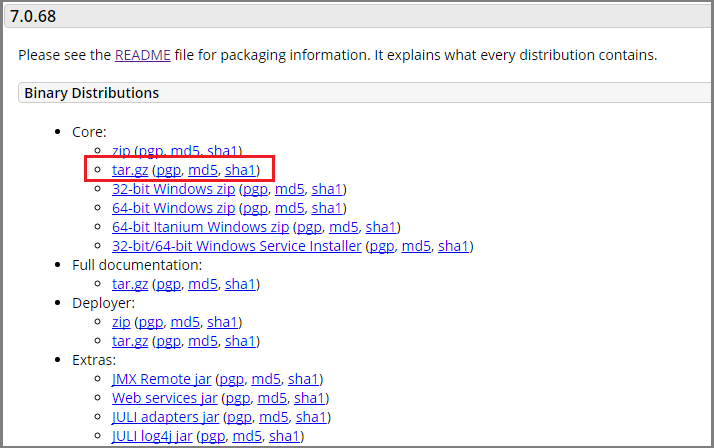 7.0.68
Please see the README file for packaging information. It explains what every distribution contains.
Binary Distributions
Core:
zip (pgp, md5, sha1)
tar.gz (pgp, md5, sha1)
32-bit Windows zip (pgp, md5, sha1)
64-bit Windows zip (pgp, md5, sha1)
64-bit Itanium Windows zip (pgp, md5, sha1)
32-bit/64-bit Windows Service Installer (pgp, md5, sha1)
Full documentation:
tar.gz (pgp, md5, sha1)
Deployer:
zip (pgp, md5, sha1)
tar.gz (pgp, md5, sha1)
Extras:
JMX Remote jar (pgp, md5, sha1)
Web services jar (pgp, md5, sha1)
JULI adapters jar (pgp, md5, sha1)
JULI log4j jar (pgp, md5, sha1)